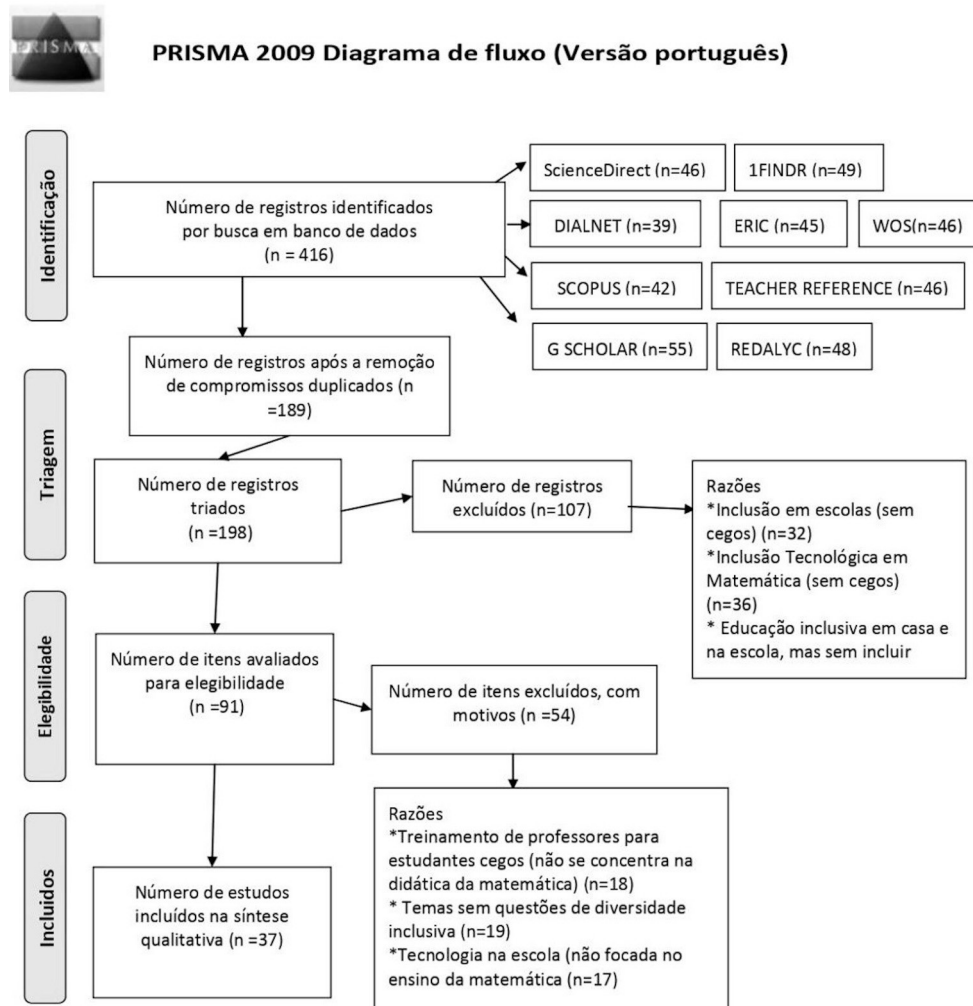 PRISMA
PRISMA 2009 Diagrama de fluxo (Versão português)
Identificação
Número de registros identificados
por busca em banco de dados
(n = 416)
ScienceDirect (n=46)
1FINDR (n=49)
DIALNET (n=39)
ERIC (n=45)
WOS(n=46)
SCOPUS (n=42)
TEACHER REFERENCE (n=46)
G SCHOLAR (n=55)
REDALYC (n=48)
Triagem
Número de registros após a remoção
de compromissos duplicados (n
=189)
Número de registros
triados
(n =198)
Número de registros
excluídos (n=107)
Razões
*Inclusão em escolas (sem
cegos) (n=32)
*Inclusão Tecnológica em
Matemática (sem cegos)
(n=36)
* Educação inclusiva em casa e
na escola, mas sem incluir
Elegibilidade
Número de itens avaliados
para elegibilidade
(n =91)
Número de itens excluídos, com
motivos (n =54)
Incluidos
Número de estudos
incluídos na síntese
qualitativa (n =37)
Razões
*Treinamento de professores para
estudantes cegos (não se concentra na
didática da matemática) (n=18)
* Temas sem questões de diversidade
inclusiva (n=19)
*Tecnologia na escola (não focada no
ensino da matemática (n=17)